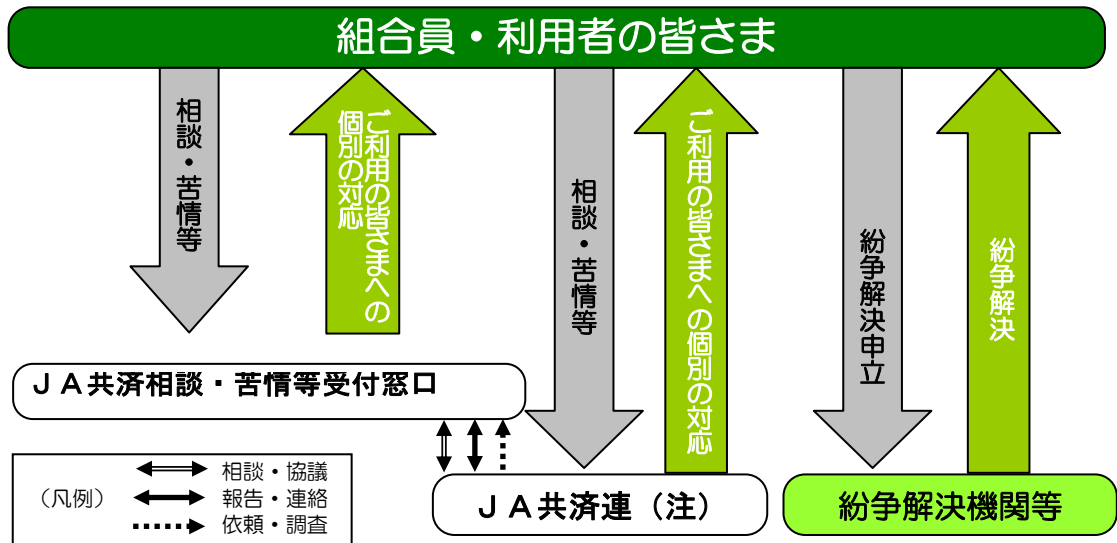 組合員・利用者の皆さま
相談・苦情等
ご利用の皆さまへの
個別の対応
相談・苦情等
ご利用の皆さまへの個別の対応
紛争解決申立
紛争解決
ＪＡ共済相談・苦情等受付窓口
（凡例）
相談・協議
報告・連絡
依頼・調査
ＪＡ共済連（注）
紛争解決機関等